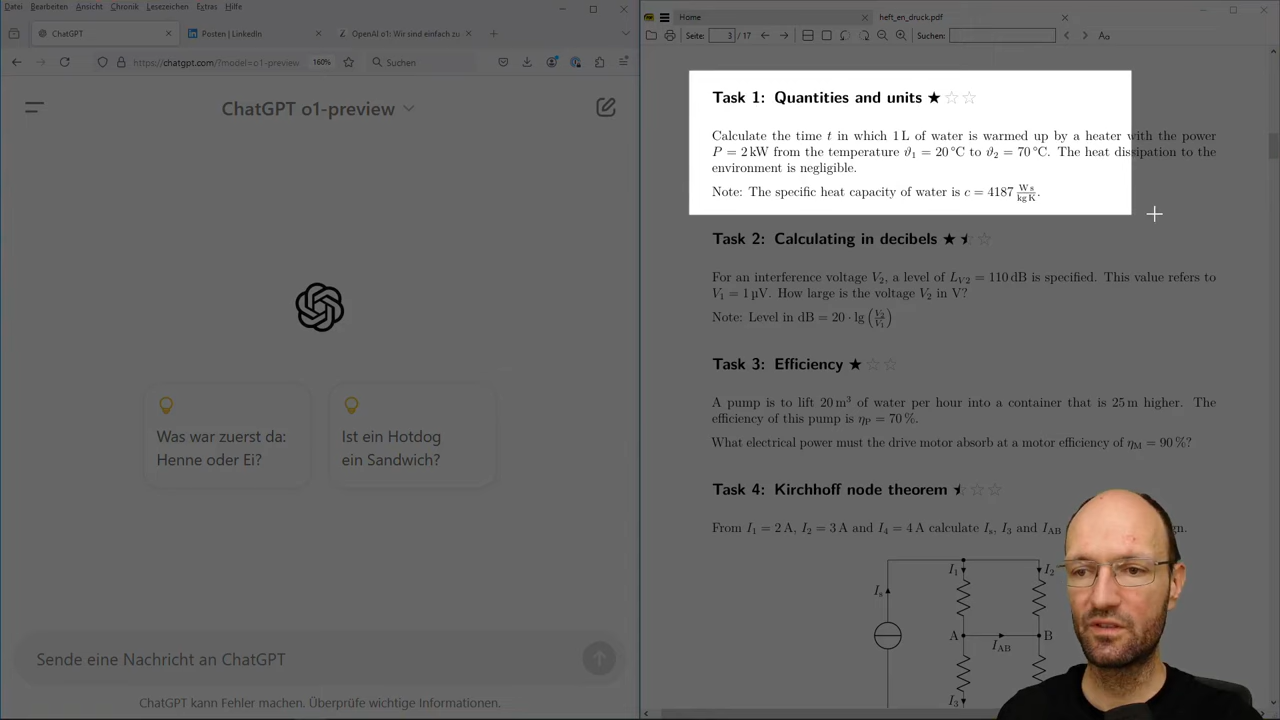 Datei Bearbeiten Ansicht Chronik Lesezeichen Extras Hilfe
ChatGPT
Posten | LinkedIn
OpenAI o1: Wir sind einfach zu
https://chatgpt.com/?model=o1-preview
160%
Suchen
ChatGPT o1-preview
Was war zuerst da:
Henne oder Ei?
Ist ein Hotdog
ein Sandwich?
Sende eine Nachricht an ChatGPT
ChatGPT kann Fehler machen. Überprüfe wichtige Informationen.
Home
heft_en_druck.pdf
Seite: 3 / 17
Suchen:
Task 1: Quantities and units ★☆☆
Calculate the time t in which 1 L of water is warmed up by a heater with the power
P = 2 kW from the temperature ϑ1 = 20 °C to ϑ2 = 70 °C. The heat dissipation to the
environment is negligible.
Note: The specific heat capacity of water is c = 4187 W s / kg K.
Task 2: Calculating in decibels
For an interference voltage V2, a level of LV2 = 110 dB is specified. This value refers to
V1 = 1 µV. How large is the voltage V2 in V?
Note: Level in dB = 20 · lg (V2/V1)
Task 3: Efficiency ★☆☆
A pump is to lift 20 m³ of water per hour into a container that is 25 m higher. The
efficiency of this pump is ηP = 70 %.
What electrical power must the drive motor absorb at a motor efficiency of ηM = 90 %?
Task 4: Kirchhoff node theorem
From I1 = 2 A, I2 = 3 A and I4 = 4 A calculate Is, I3 and IAB
I1
I2
Is
A
B
IAB
I3